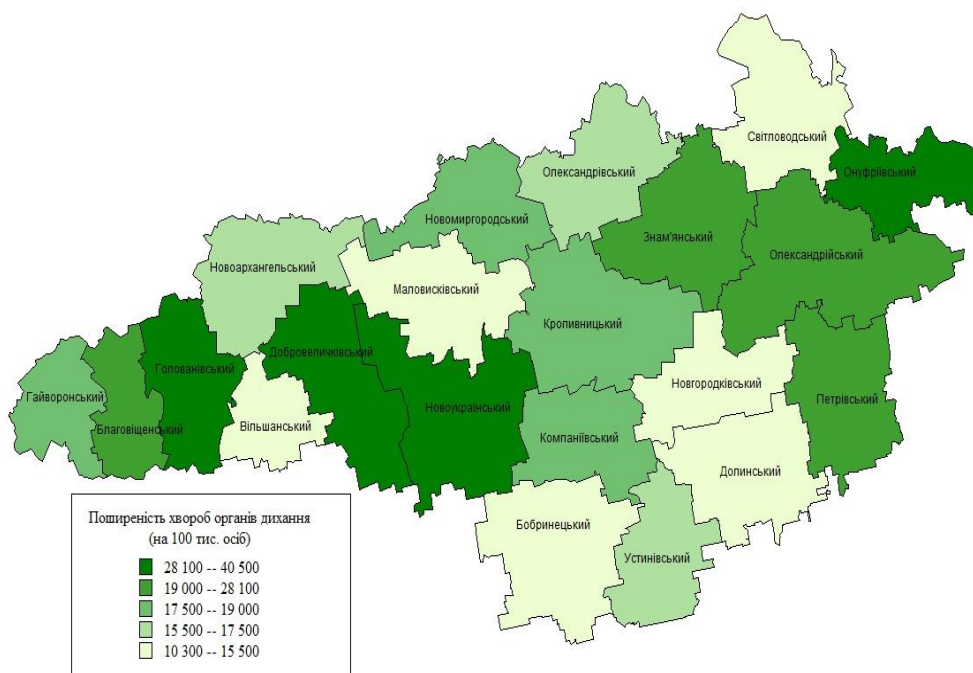 Світловодський
Онуфріївський
Олександрівський
Новомиргородський
Знам'янський
Олександрійський
Новоархангельський
Маловисківський
Кропивницький
Добровеличківський
Голованівський
Новгородківський
Гайворонський
Новоукраїнський
Петрівський
Благовіщенський
Вільшанський
Компаніївський
Долинський
Бобринецький
Устинівський
Поширеність хвороб органів дихання
(на 100 тис. осіб)
28 100 -- 40 500
19 000 -- 28 100
17 500 -- 19 000
15 500 -- 17 500
10 300 -- 15 500